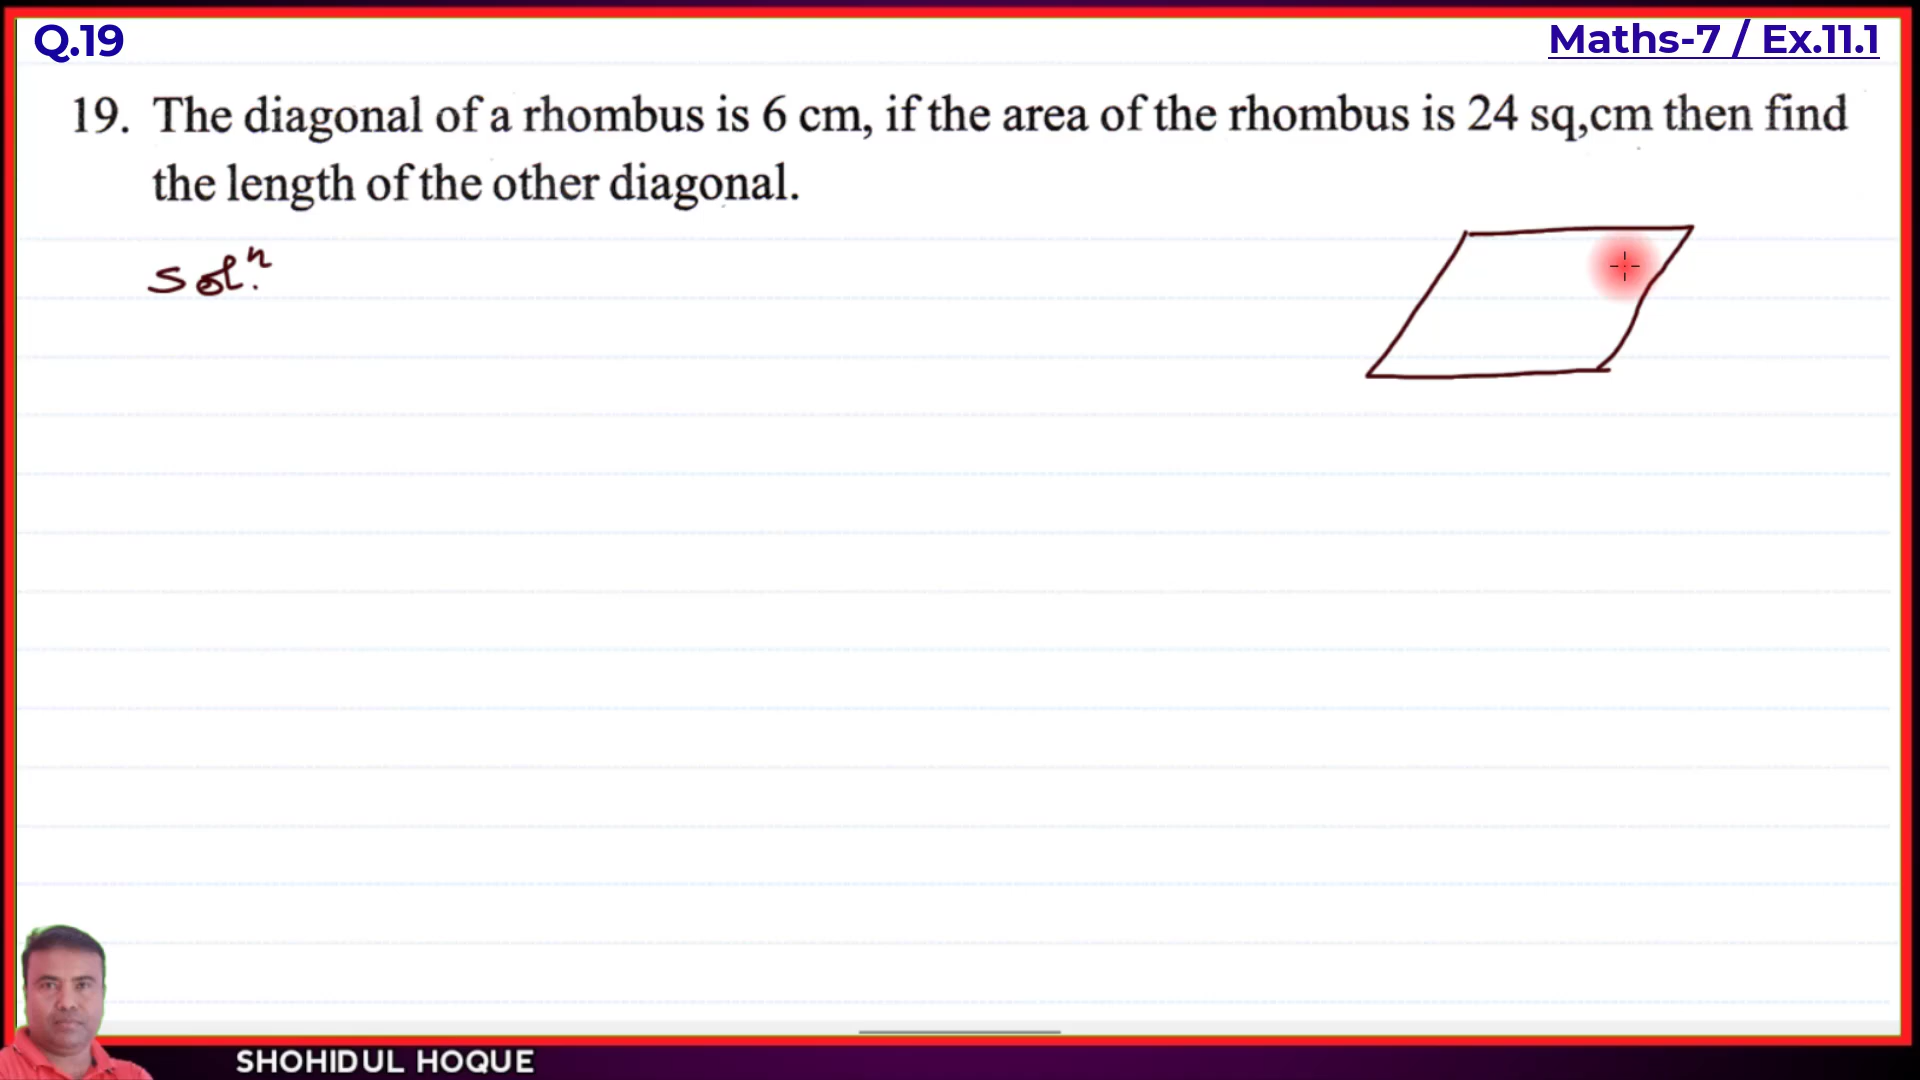 Q.19
Maths-7 / Ex.11.1
19. The diagonal of a rhombus is 6 cm, if the area of the rhombus is 24 sq,cm then find
the length of the other diagonal.
Solⁿ.
SHOHIDUL HOQUE